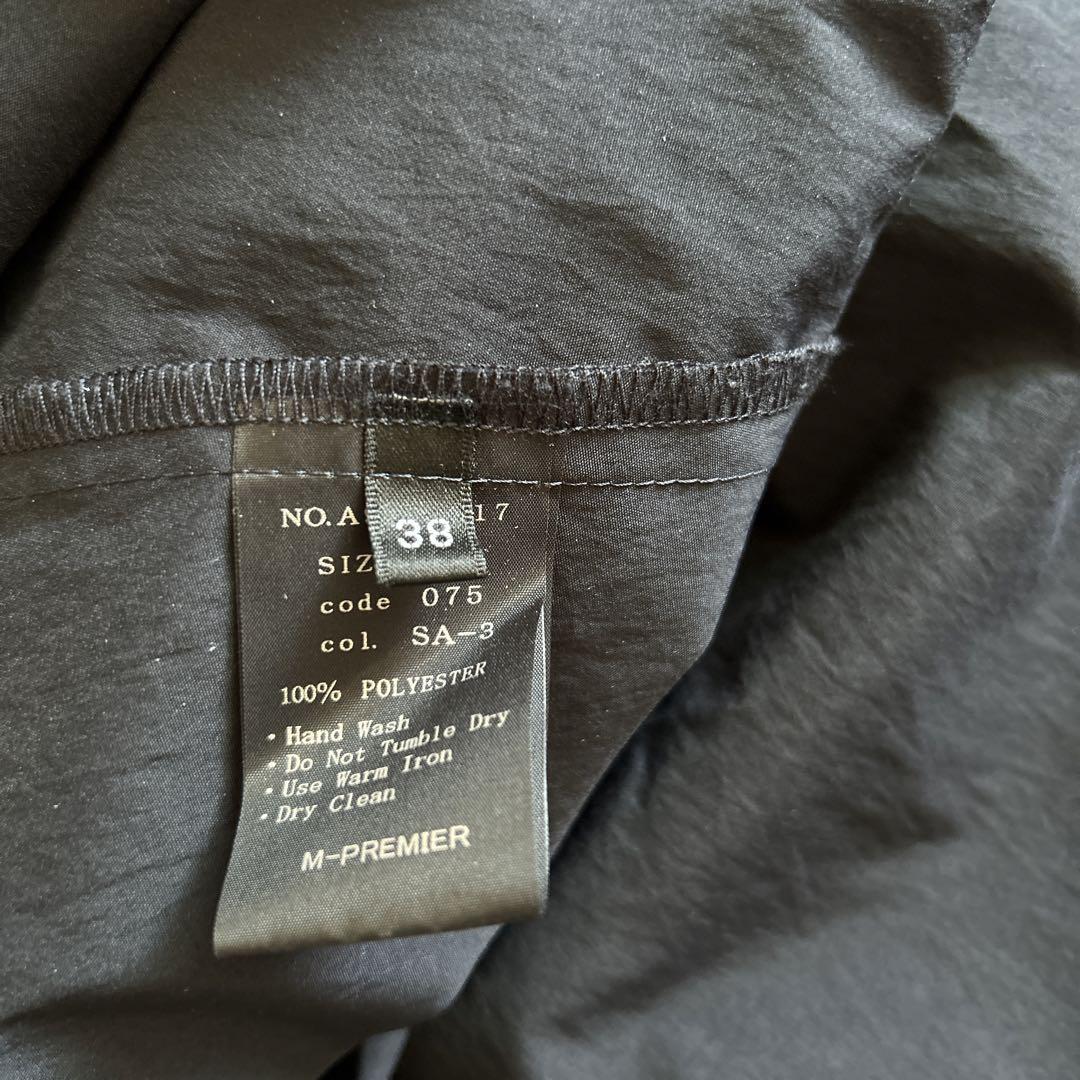 NO.A 17
38
SIZ
code 075
col. SA-3
100% POLYESTER
・Hand Wash
・Do Not Tumble Dry
・Use Warm Iron
・Dry Clean
M-PREMIER